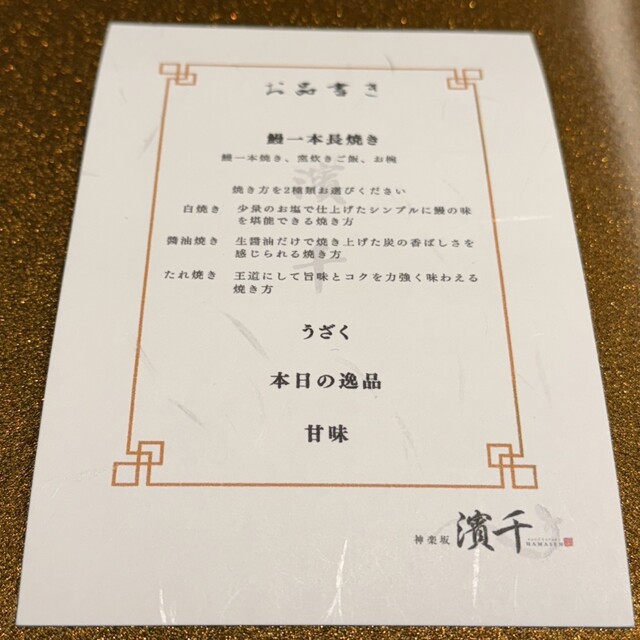 お品書き
鰻一本長焼き
鰻一本焼き、窯炊きご飯、お椀
焼き方を2種類お選びください
白焼き 少量のお塩で仕上げたシンプルに鰻の味
を堪能できる焼き方
醬油焼き 生醬油だけで焼き上げた炭の香ばしさを
感じられる焼き方
たれ焼き 王道にして旨味とコクを力強く味わえる
焼き方
濱千
うざく
本日の逸品
甘味
神楽坂 濱千 HAMASEN